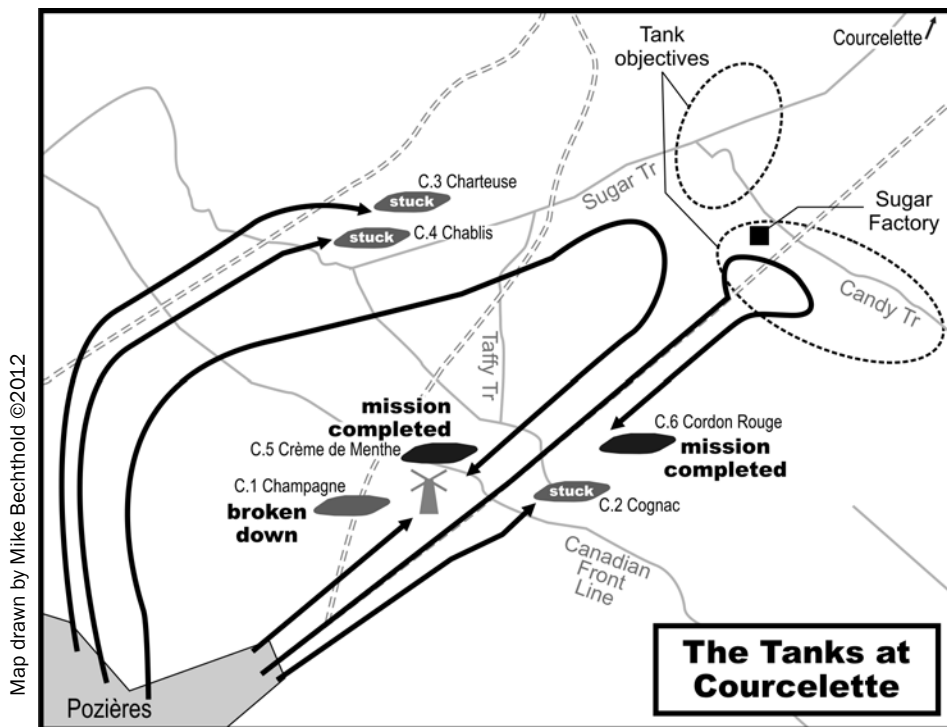 Courcelette
Tank
objectives
C.3 Charteuse
stuck
Sugar Tr
Sugar
Factory
stuck
C.4 Chablis
Candy Tr
Taffy Tr
mission
completed
C.5 Crème de Menthe
C.6 Cordon Rouge
mission
completed
C.1 Champagne
broken
down
stuck
C.2 Cognac
Canadian
Front
Line
Pozières
The Tanks at
Courcelette
Map drawn by Mike Bechthold ©2012